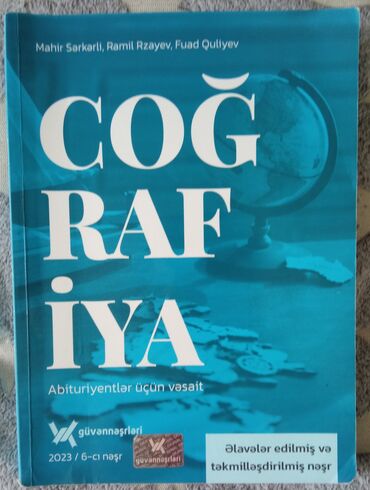 Mahir Sərkərli, Ramil Rzayev, Fuad Quliyev
COĞ
RAF
İYA
Abituriyentlər üçün vəsait
güvənnəşrləri
2023 / 6-cı nəşr
güvənnəşrləri
Əlavələr edilmiş və
təkmilləşdirilmiş nəşr